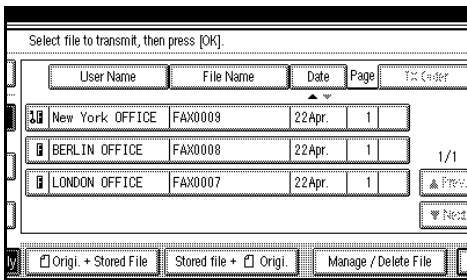 Select file to transmit, then press [OK].
User Name File Name Date Page TX Order
New York OFFICE FAX0009 22Apr. 1
BERLIN OFFICE FAX0008 22Apr. 1
LONDON OFFICE FAX0007 22Apr. 1
1/1
▲ Prev.
▼ Next
Origi. + Stored File Stored file + Origi. Manage / Delete File